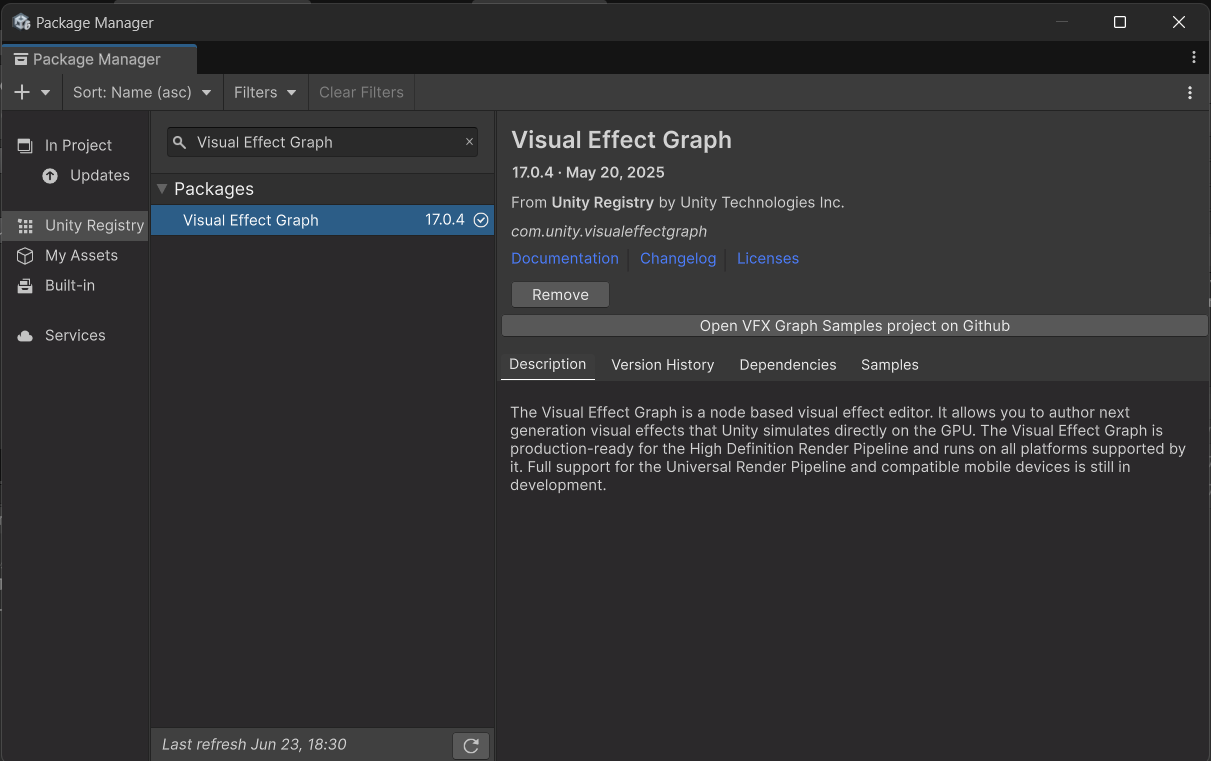 Package Manager
Package Manager
Sort: Name (asc)
Filters
Clear Filters
In Project
Updates
Unity Registry
My Assets
Built-in
Services
Visual Effect Graph
Packages
Visual Effect Graph 17.0.4
Last refresh Jun 23, 18:30
Visual Effect Graph
17.0.4 · May 20, 2025
From Unity Registry by Unity Technologies Inc.
com.unity.visualeffectgraph
Documentation Changelog Licenses
Remove
Open VFX Graph Samples project on Github
Description Version History Dependencies Samples
The Visual Effect Graph is a node based visual effect editor. It allows you to author next
generation visual effects that Unity simulates directly on the GPU. The Visual Effect Graph is
production-ready for the High Definition Render Pipeline and runs on all platforms supported by
it. Full support for the Universal Render Pipeline and compatible mobile devices is still in
development.